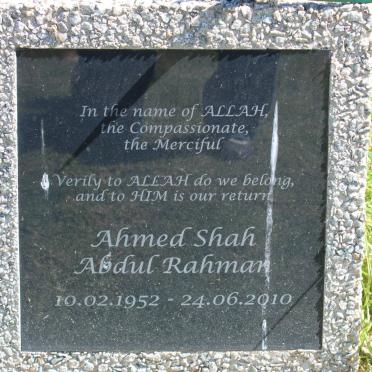 In the name of ALLAH,
the Compassionate,
the Merciful
Verily to ALLAH do we belong,
and to HIM is our return
Ahmed Shah
Abdul Rahman
10.02.1952 - 24.06.2010